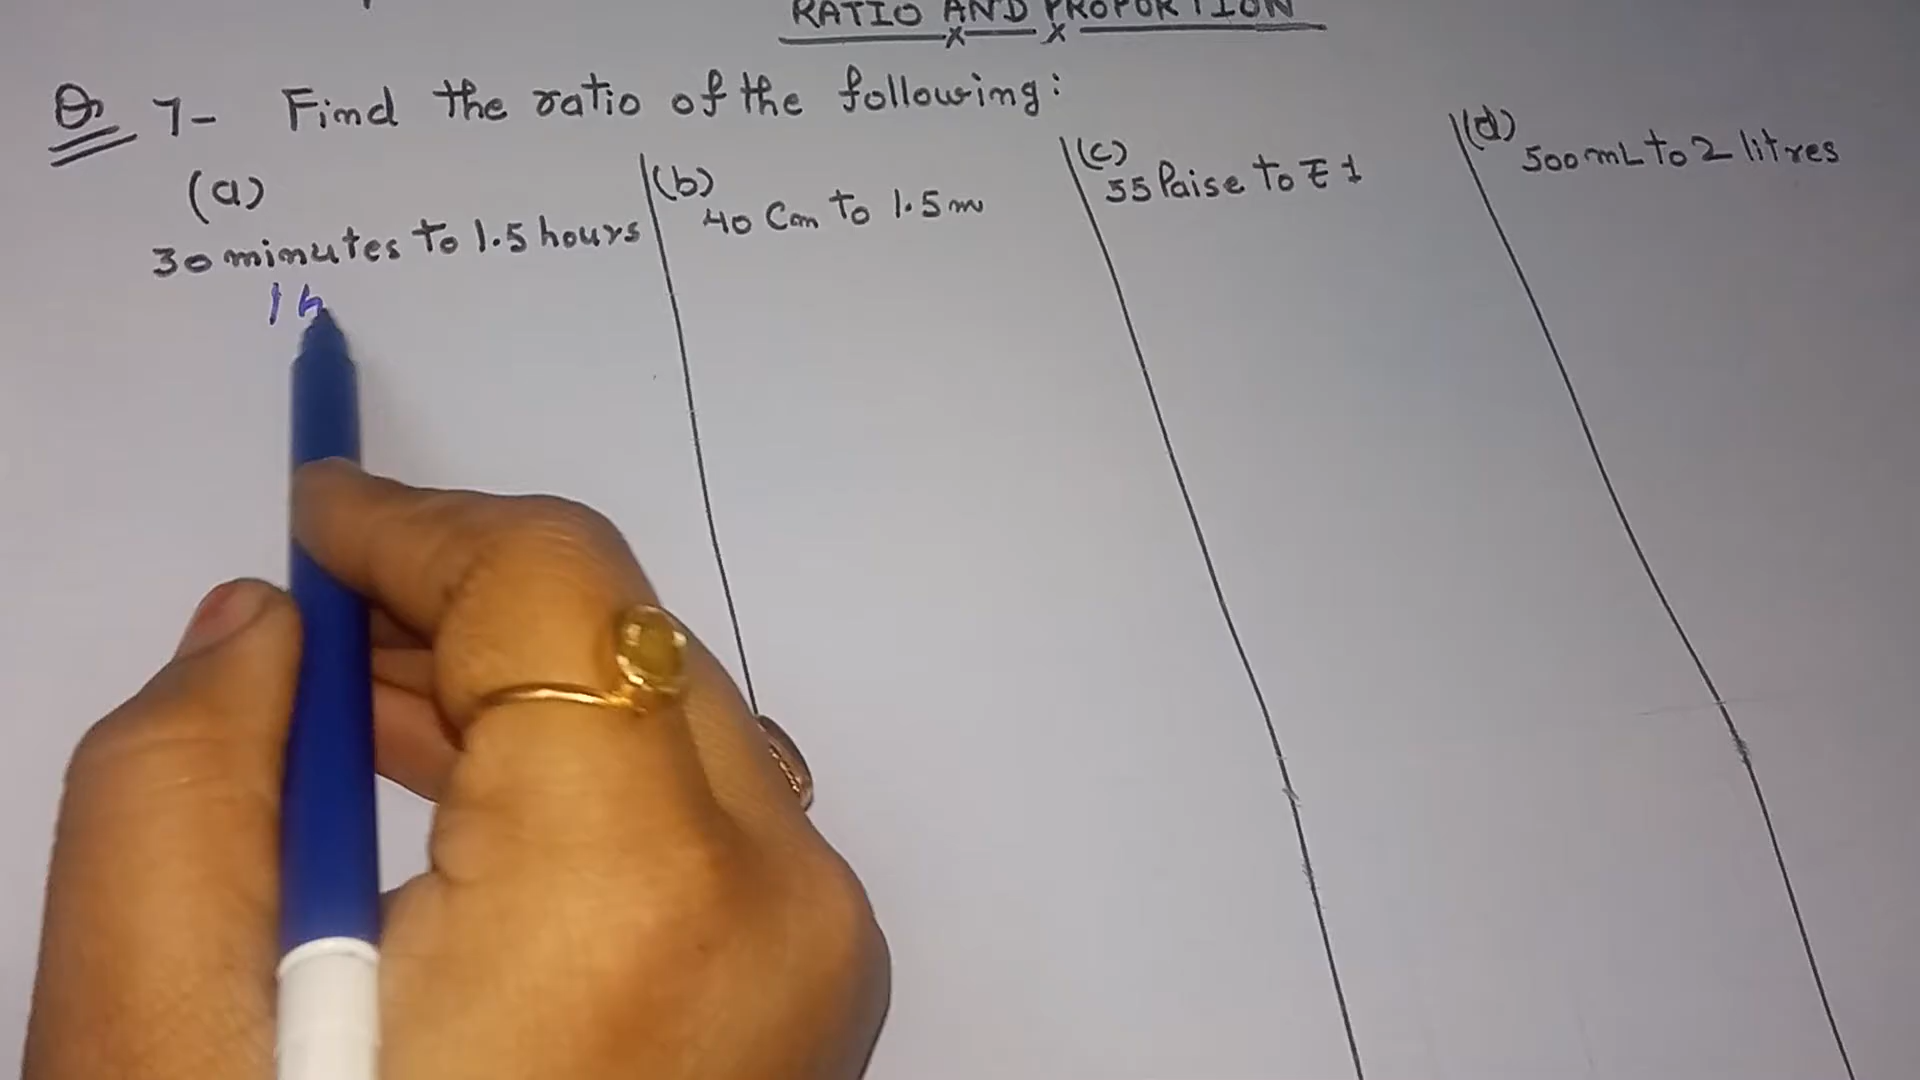 RATIO AND PROPORTION
Q 7- Find the ratio of the following:
(a)
30 minutes to 1.5 hours
1 h
(b)
40 Cm to 1.5 m
(c)
55 Paise to ₹ 1
(d)
500 mL to 2 litres